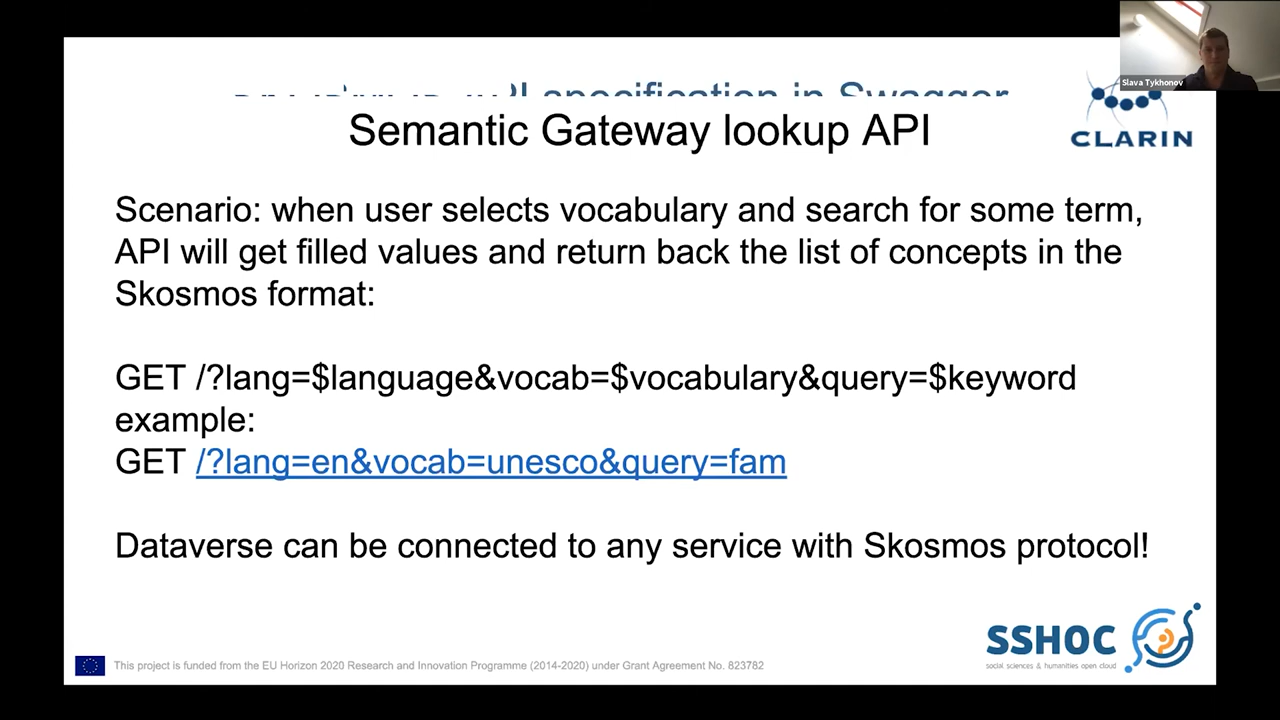 Slava Tykhonov
specification in Swagger
Semantic Gateway lookup API
CLARIN
Scenario: when user selects vocabulary and search for some term,
API will get filled values and return back the list of concepts in the
Skosmos format:
GET /?lang=$language&vocab=$vocabulary&query=$keyword
example:
GET /?lang=en&vocab=unesco&query=fam
Dataverse can be connected to any service with Skosmos protocol!
SSHOC
social sciences & humanities open cloud
This project is funded from the EU Horizon 2020 Research and Innovation Programme (2014-2020) under Grant Agreement No. 823782